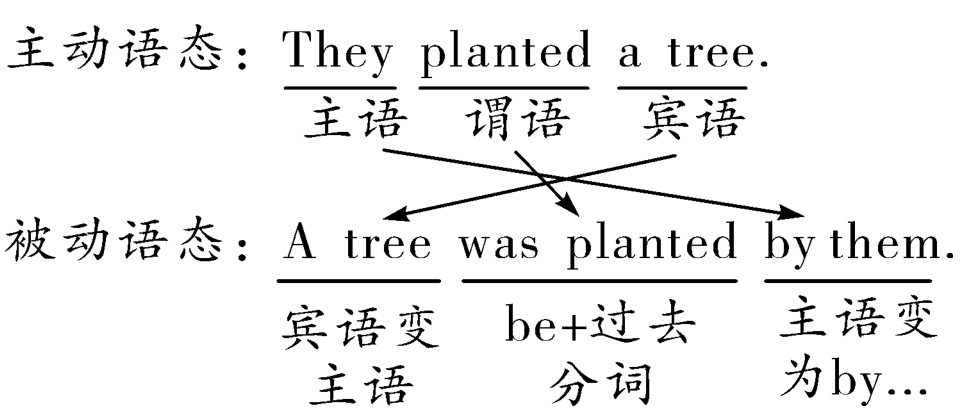 主动语态：They planted a tree.
主语 谓语 宾语
被动语态：A tree was planted by them.
宾语变 be+过去 主语变
主语 分词 为by...